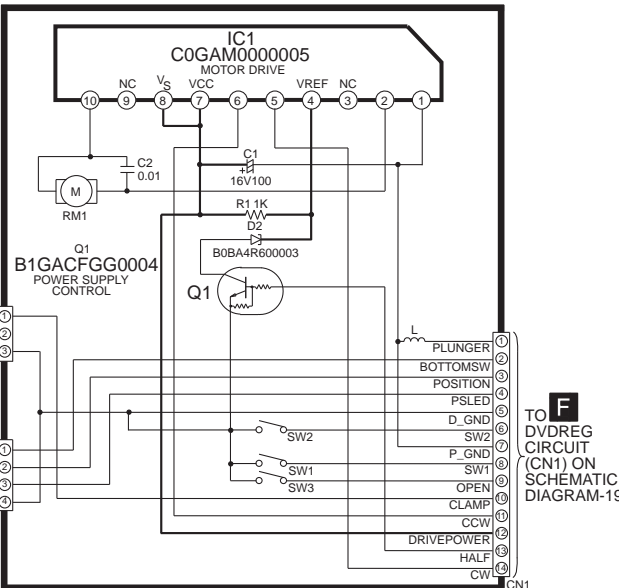 IC1
C0GAM0000005
MOTOR DRIVE
NC VS VCC VREF NC
10 9 8 7 6 5 4 3 2 1
C2
0.01
C1
+
16V100
M
RM1
R1 1K
D2
B0BA4R600003
Q1
B1GACFGG0004
POWER SUPPLY
CONTROL
Q1
1
2
3
L
1
PLUNGER
2
BOTTOMSW
3
POSITION
4
PSLED
5
D_GND
6
SW2
7
P_GND
8
SW1
9
OPEN
10
CLAMP
11
CCW
12
DRIVEPOWER
13
HALF
14
CW
CN1
SW2
SW1
SW3
1
2
3
4
TO F
DVDREG
CIRCUIT
(CN1) ON
SCHEMATIC
DIAGRAM-19